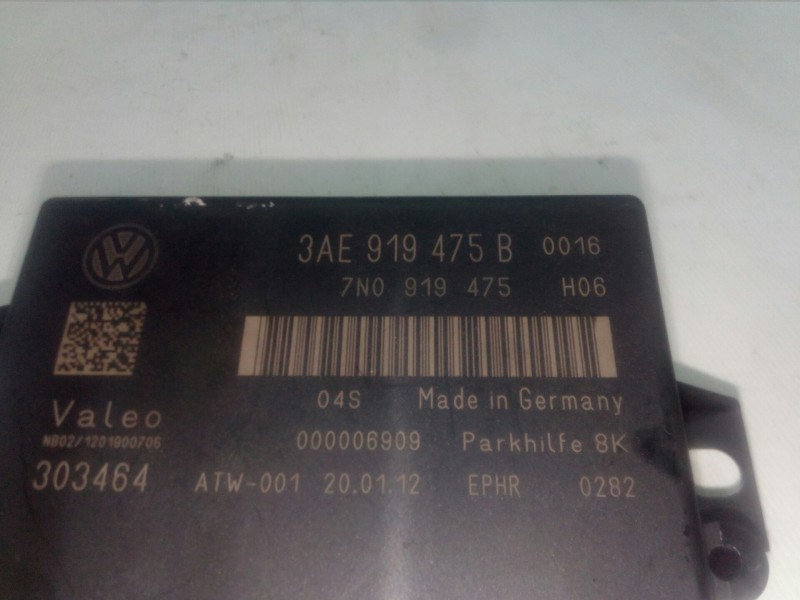 3AE 919 475 B 0016
7N0 919 475 H06
04S Made in Germany
Valeo
NB02/1201900706
000006909 Parkhilfe 8K
303464 ATW-001 20.01.12 EPHR 0282